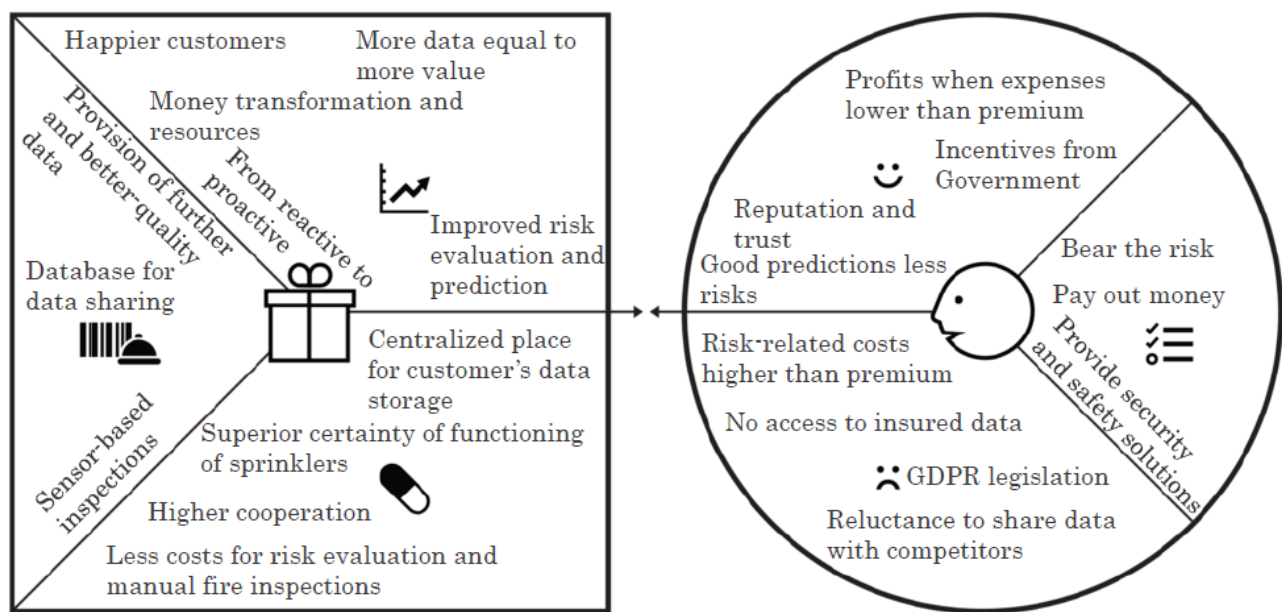 Happier customers
More data equal to
more value
Money transformation and
resources
Provision of further
and better-quality
data
From reactive to
proactive
Improved risk
evaluation and
prediction
Database for
data sharing
Centralized place
for customer's data
storage
Sensor-based
inspections
Superior certainty of functioning
of sprinklers
Higher cooperation
Less costs for risk evaluation and
manual fire inspections
Profits when expenses
lower than premium
Incentives from
Government
Reputation and
trust
Good predictions less
risks
Bear the risk
Pay out money
Provide security
and safety solutions
Risk-related costs
higher than premium
No access to insured data
GDPR legislation
Reluctance to share data
with competitors